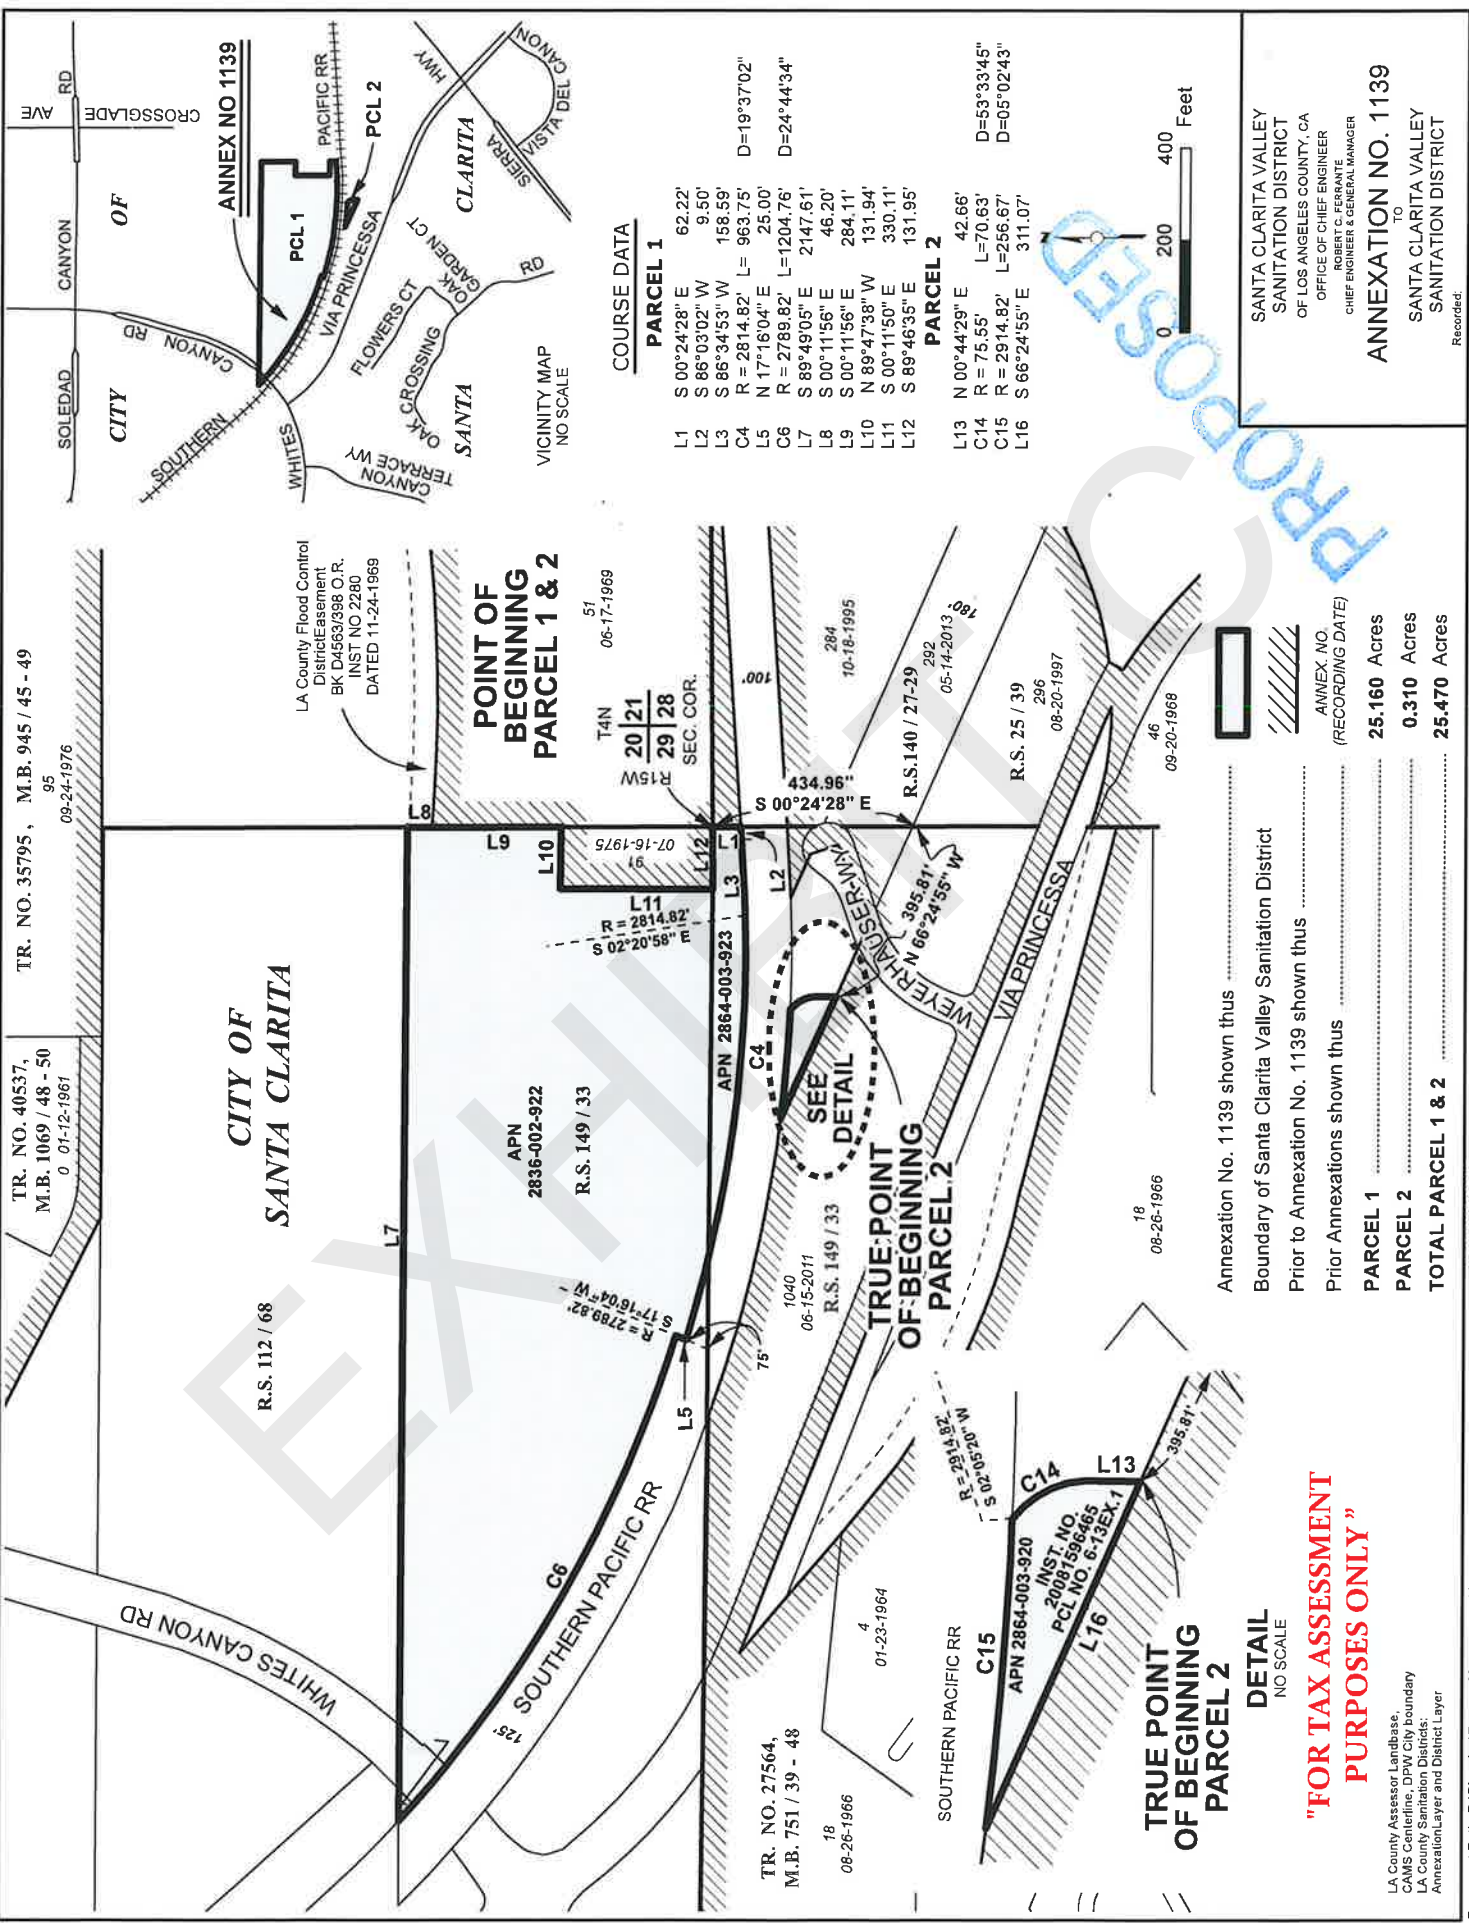 TR. NO. 40537,
M.B. 1069 / 48 - 50
0 01-12-1961
TR. NO. 35795 , M.B. 945 / 45 - 49
95
09-24-1976
CITY OF
SANTA CLARITA
R.S. 112 / 68
WHITES CANYON RD
LA County Flood Control
DistrictEasement
BK D4563/398 O.R.
INST NO 2280
DATED 11-24-1969
POINT OF
BEGINNING
PARCEL 1 & 2
51
06-17-1969
T4N
R15W
20 21
29 28
SEC. COR.
L7
L8
L9
L10
L11
L12
L1
L3
L2
91
07-16-1975
APN
2836-002-922
R.S. 149 / 33
R = 2814.82'
S 02°20'58" E
APN 2864-003-923
C4
R = 2789.82'
S 17°16'04" W
L5
75'
C6
SOUTHERN PACIFIC RR
125'
100'
434.96"
S 00°24'28" E
284
10-18-1995
292
05-14-2013
180'
R.S.140 / 27-29
R.S. 25 / 39
296
08-20-1997
46
09-20-1968
395.81'
N 66°24'55" W
WEYERHAUSER-WAY
VIA PRINCESSA
SEE
DETAIL
TRUE POINT
OF BEGINNING
PARCEL 2
1040
06-15-2011
R.S. 149 / 33
18
08-26-1966
4
01-23-1964
TR. NO. 27564,
M.B. 751 / 39 - 48
18
08-26-1966
SOUTHERN PACIFIC RR
R = 2914.82'
S 02°05'20" W
C15
C14
L13
L16
APN 2864-003-920
INST. NO.
20081596465
PCL NO. 6-13EX.1
395.81'
TRUE POINT
OF BEGINNING
PARCEL 2
DETAIL
NO SCALE
"FOR TAX ASSESSMENT
PURPOSES ONLY"
LA County Assessor Landbase,
CAMS Centerline, DPW City boundary
LA County Sanitation Districts:
AnnexationLayer and District Layer
Annexation No. 1139 shown thus
Boundary of Santa Clarita Valley Sanitation District
Prior to Annexation No. 1139 shown thus
Prior Annexations shown thus
ANNEX. NO.
(RECORDING DATE)
PARCEL 1 25.160 Acres
PARCEL 2 0.310 Acres
TOTAL PARCEL 1 & 2 25.470 Acres
SOLEDAD CANYON RD
CROSSGLADE AVE
CITY OF
SANTA CLARITA
WHITES CANYON RD
SOUTHERN PACIFIC RR
ANNEX NO 1139
PCL 1
PCL 2
VIA PRINCESSA
FLOWERS CT
OAK GARDEN CT
OAK CROSSING RD
CANYON
TERRACE WY
SIERRA HWY
VISTA DEL CANON
VICINITY MAP
NO SCALE
COURSE DATA
PARCEL 1
L1 S 00°24'28" E 62.22'
L2 S 86°03'02" W 9.50'
L3 S 86°34'53" W 158.59'
C4 R = 2814.82' L= 963.75' D=19°37'02"
L5 N 17°16'04" E 25.00'
C6 R = 2789.82' L=1204.76' D=24°44'34"
L7 S 89°49'05" E 2147.61'
L8 S 00°11'56" E 46.20'
L9 S 00°11'56" E 284.11'
L10 N 89°47'38" W 131.94'
L11 S 00°11'50" E 330.11'
L12 S 89°46'35" E 131.95'
PARCEL 2
L13 N 00°44'29" E 42.66'
C14 R = 75.55' L=70.63' D=53°33'45"
C15 R = 2914.82' L=256.67' D=05°02'43"
L16 S 66°24'55" E 311.07'
N
0 200 400
Feet
PROPOSED
EXHIBIT C
SANTA CLARITA VALLEY
SANITATION DISTRICT
OF LOS ANGELES COUNTY, CA
OFFICE OF CHIEF ENGINEER
ROBERT C. FERRANTE
CHIEF ENGINEER & GENERAL MANAGER
ANNEXATION NO. 1139
TO
SANTA CLARITA VALLEY
SANITATION DISTRICT
Recorded: